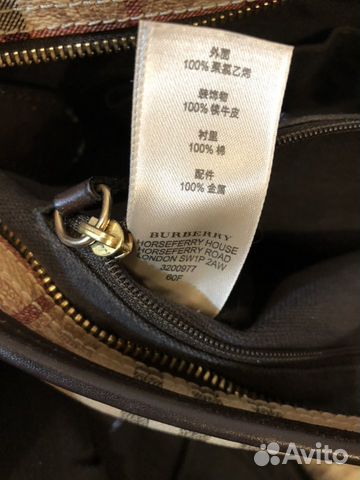 外面
100% 聚氯乙烯
装饰物
100% 犊牛皮
衬里
100% 棉
配件
100% 金属
BURBERRY
HORSEFERRY HOUSE
HORSEFERRY ROAD
LONDON SW1P 2AW
3200977
60F
Avito